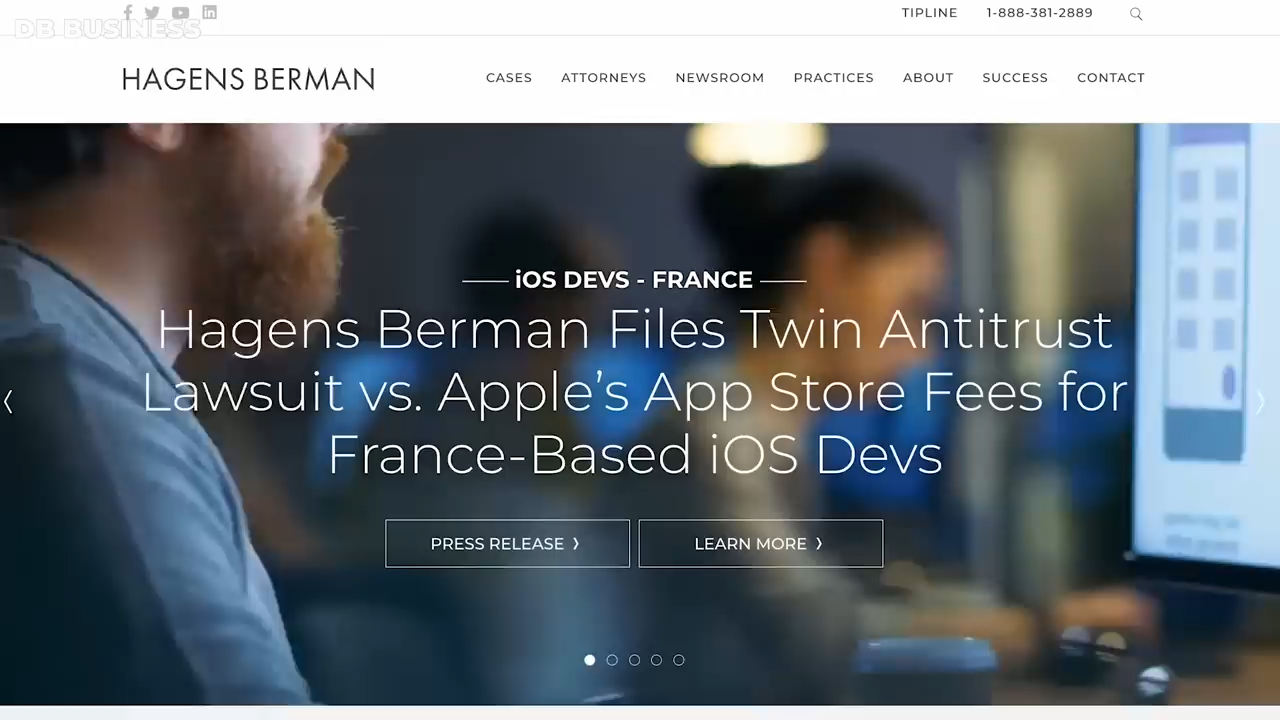 DB BUSINESS
TIPLINE 1-888-381-2889
HAGENS BERMAN
CASES ATTORNEYS NEWSROOM PRACTICES ABOUT SUCCESS CONTACT
iOS DEVS - FRANCE
Hagens Berman Files Twin Antitrust
Lawsuit vs. Apple’s App Store Fees for
France-Based iOS Devs
PRESS RELEASE ⟩ LEARN MORE ⟩